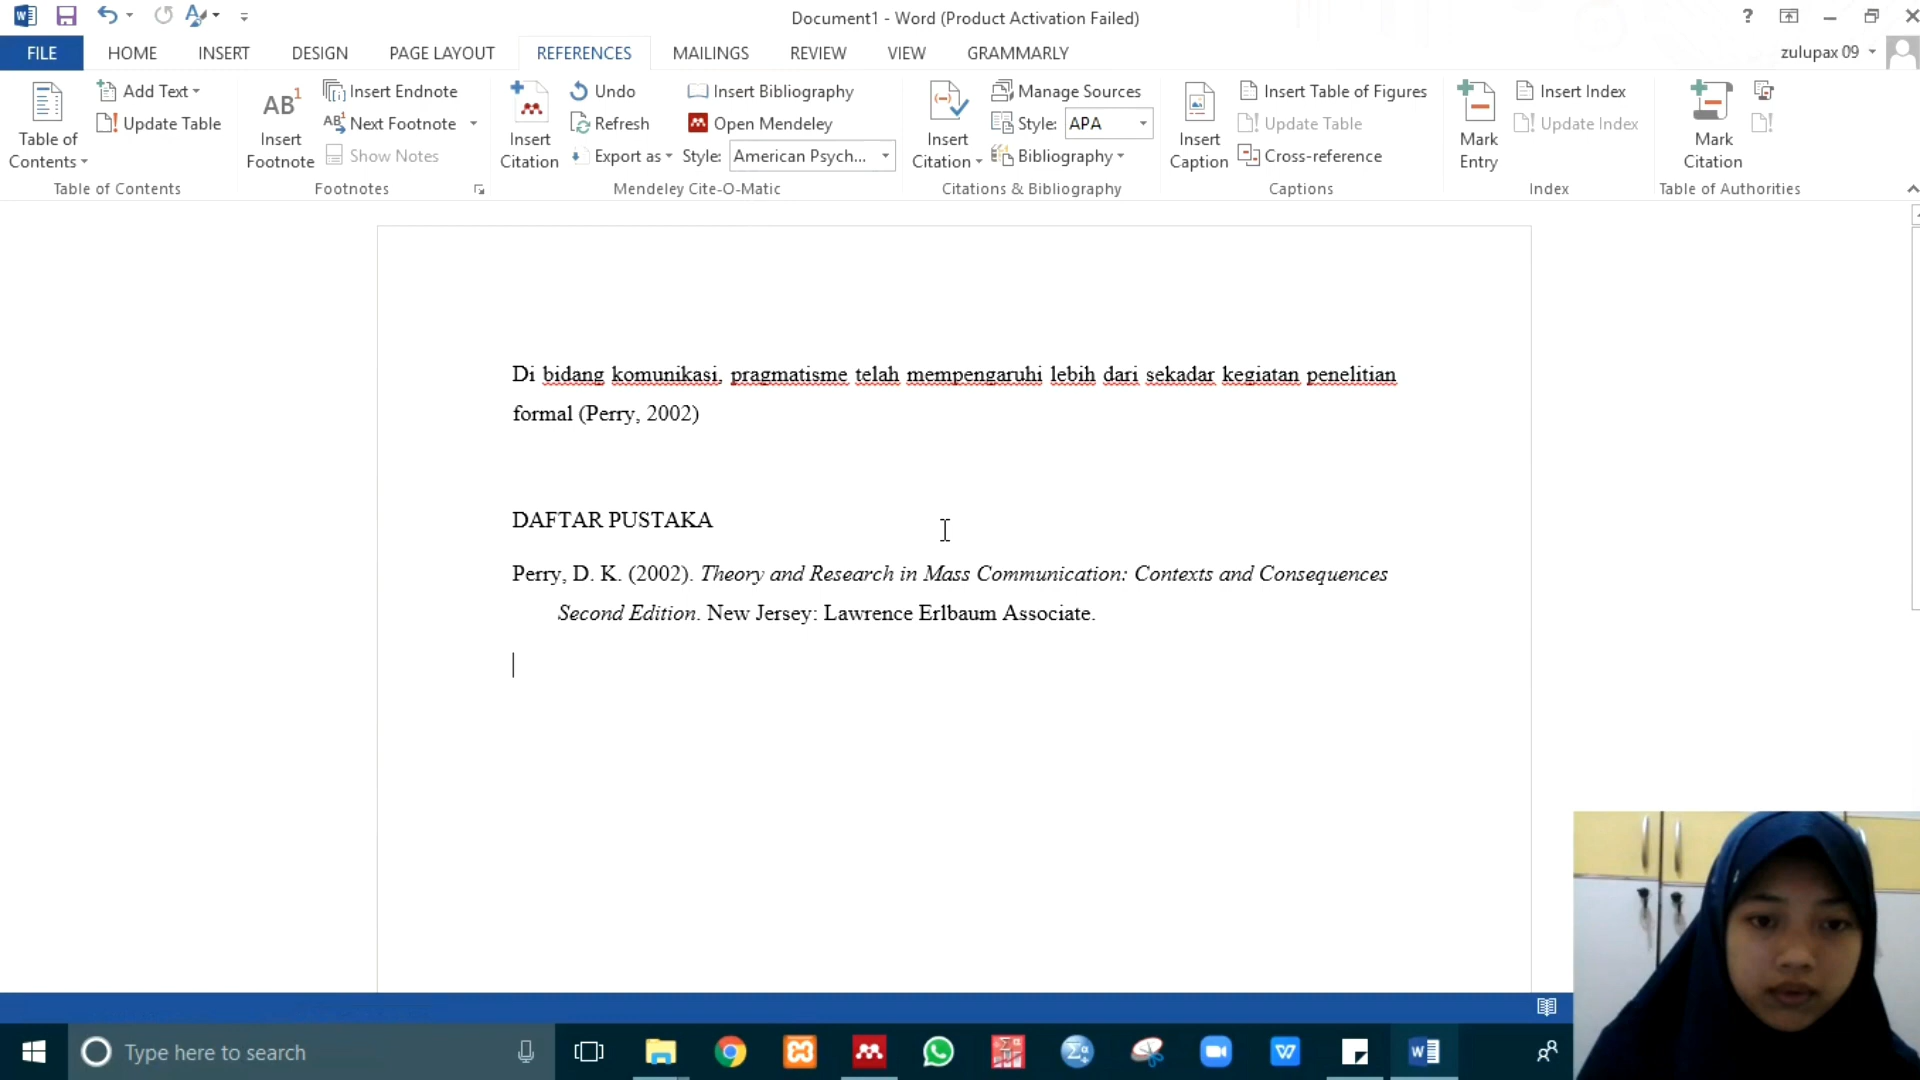 Document1 - Word (Product Activation Failed)
?
FILE HOME INSERT DESIGN PAGE LAYOUT REFERENCES MAILINGS REVIEW VIEW GRAMMARLY zulupax 09
Table of Contents
Add Text
Update Table
Table of Contents
AB1
Insert Footnote
Insert Endnote
Next Footnote
Show Notes
Footnotes
Insert Citation
Undo
Refresh
Export as
Insert Bibliography
Open Mendeley
Style: American Psych...
Mendeley Cite-O-Matic
Insert Citation
Manage Sources
Style: APA
Bibliography
Citations & Bibliography
Insert Caption
Insert Table of Figures
Update Table
Cross-reference
Captions
Mark Entry
Insert Index
Update Index
Index
Mark Citation
Table of Authorities
Di bidang komunikasi, pragmatisme telah mempengaruhi lebih dari sekadar kegiatan penelitian
formal (Perry, 2002)
DAFTAR PUSTAKA
Perry, D. K. (2002). Theory and Research in Mass Communication: Contexts and Consequences
Second Edition. New Jersey: Lawrence Erlbaum Associate.
Type here to search